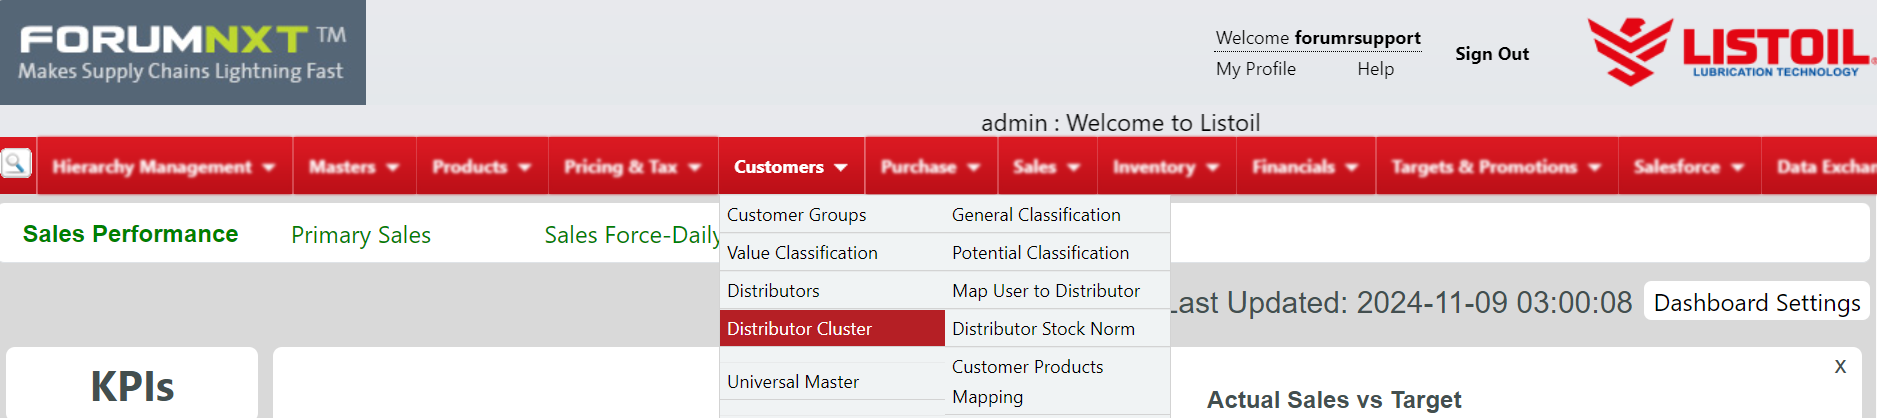 FORUMNXT ™
Makes Supply Chains Lightning Fast
Welcome forumrsupport
My Profile Help
Sign Out
LISTOIL®
LUBRICATION TECHNOLOGY
admin : Welcome to Listoil
Hierarchy Management Masters Products Pricing & Tax Customers Purchase Sales Inventory Financials Targets & Promotions Salesforce Data Exchan
Sales Performance Primary Sales Sales Force-Daily
Customer Groups
Value Classification
Distributors
Distributor Cluster
Universal Master
General Classification
Potential Classification
Map User to Distributor
Distributor Stock Norm
Customer Products
Mapping
Last Updated: 2024-11-09 03:00:08 Dashboard Settings
KPIs
x
Actual Sales vs Target